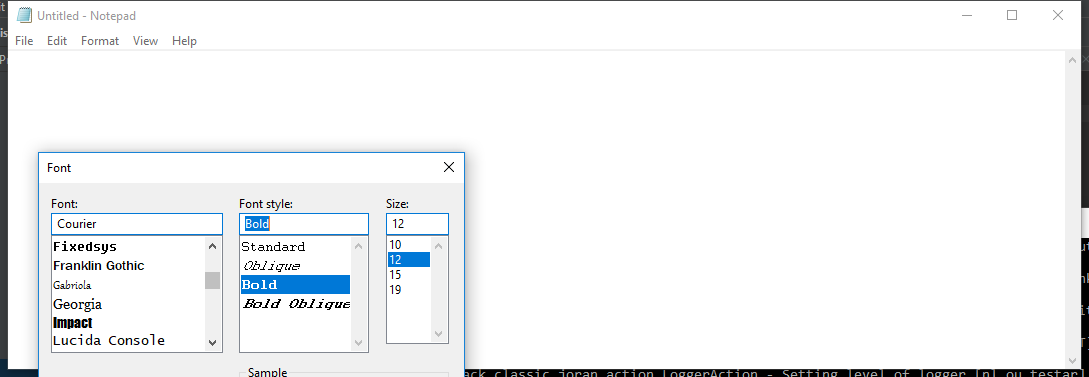 Untitled - Notepad
File Edit Format View Help
Font
Font: Font style: Size:
Courier Bold 12
Fixedsys
Franklin Gothic
Gabriola
Georgia
Impact
Lucida Console
Standard
Oblique
Bold
Bold Oblique
10
12
15
19
Sample
ack classic joran action LoggerAction - Setting level of logger [nl ou testar]